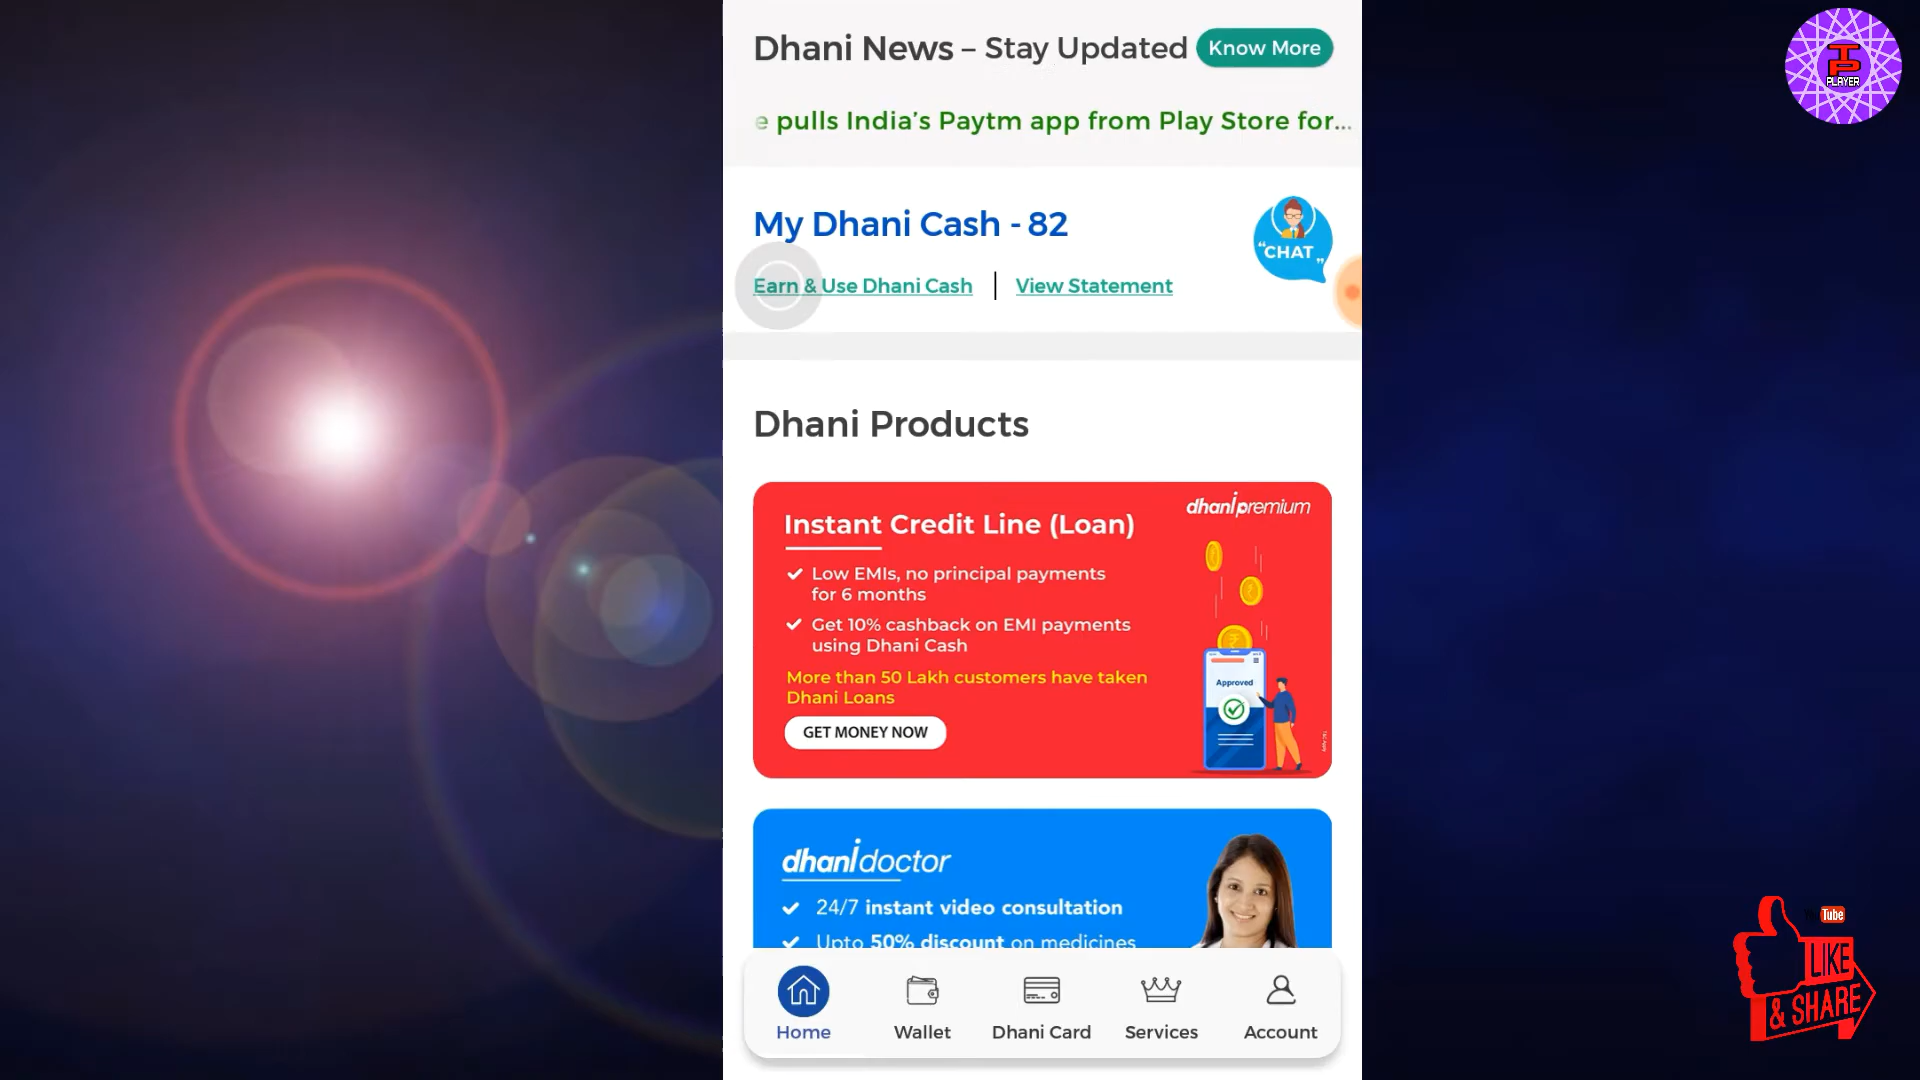 Dhani News – Stay Updated Know More
e pulls India's Paytm app from Play Store for...
My Dhani Cash - 82
"CHAT"
Earn & Use Dhani Cash | View Statement
Dhani Products
dhanipremium
Instant Credit Line (Loan)
Low EMIs, no principal payments
for 6 months
Get 10% cashback on EMI payments
using Dhani Cash
More than 50 Lakh customers have taken
Dhani Loans
Approved
GET MONEY NOW
dhanidoctor
24/7 instant video consultation
Upto 50% discount on medicines
Home Wallet Dhani Card Services Account
TP
PLAYER
Tube
LIKE
& SHARE